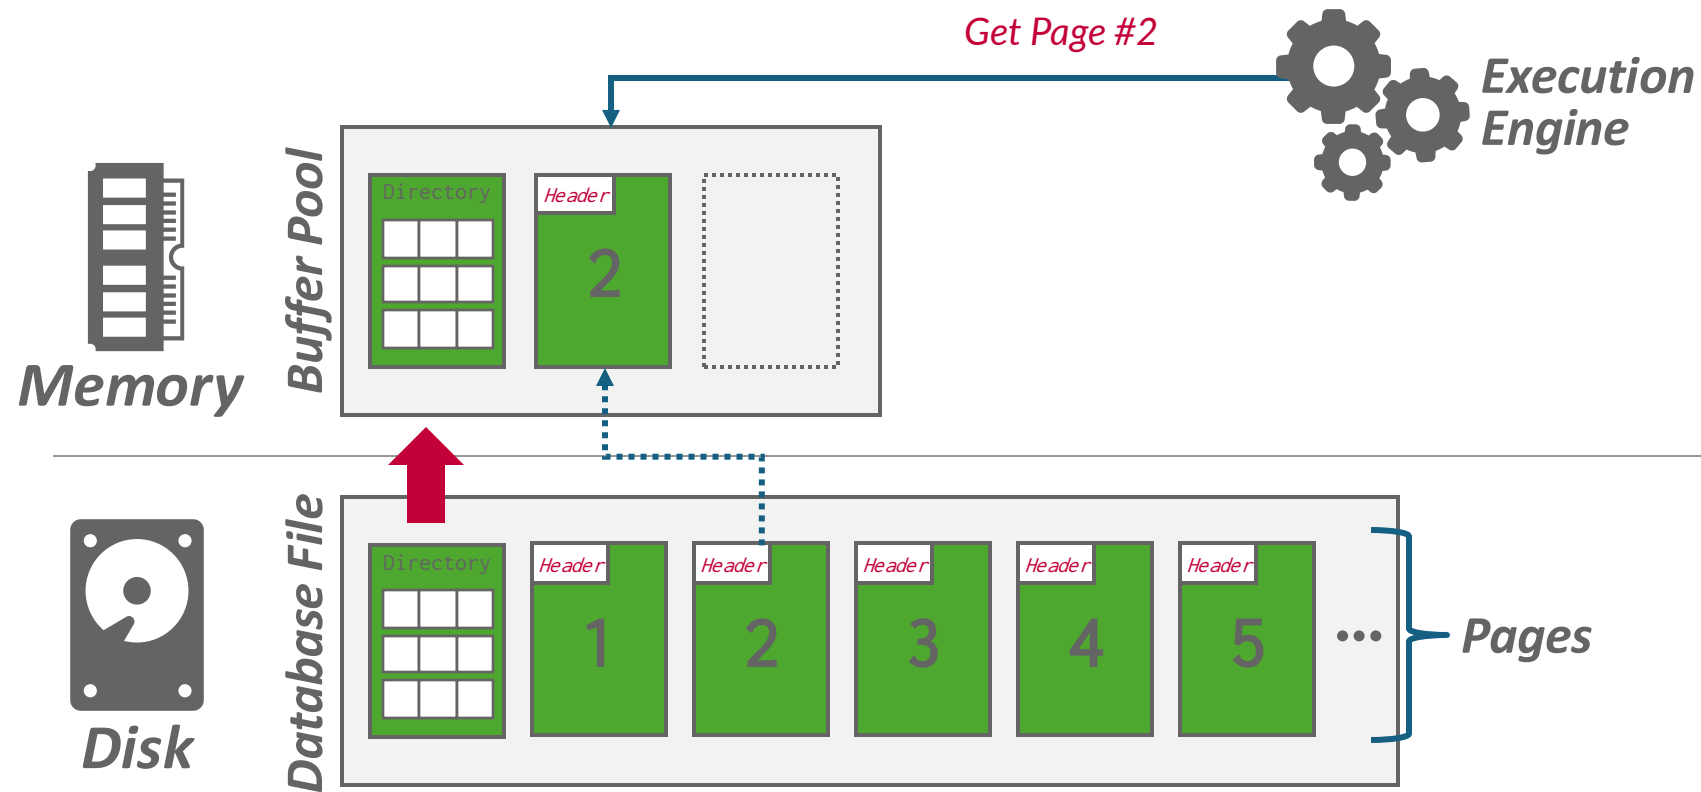 Get Page #2
Execution
Engine
Buffer Pool
Directory
Header
2
Memory
Database File
Directory
Header
1
Header
2
Header
3
Header
4
Header
5
...
Pages
Disk